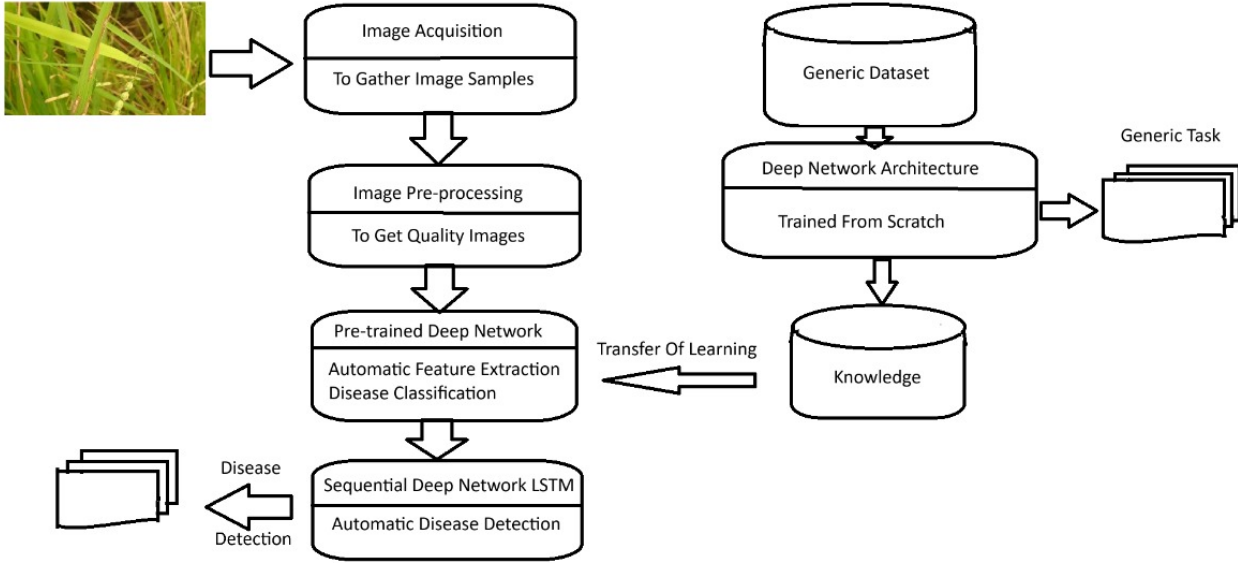 Image Acquisition
To Gather Image Samples
Image Pre-processing
To Get Quality Images
Pre-trained Deep Network
Automatic Feature Extraction
Disease Classification
Sequential Deep Network LSTM
Automatic Disease Detection
Disease
Detection
Generic Dataset
Deep Network Architecture
Trained From Scratch
Generic Task
Knowledge
Transfer Of Learning